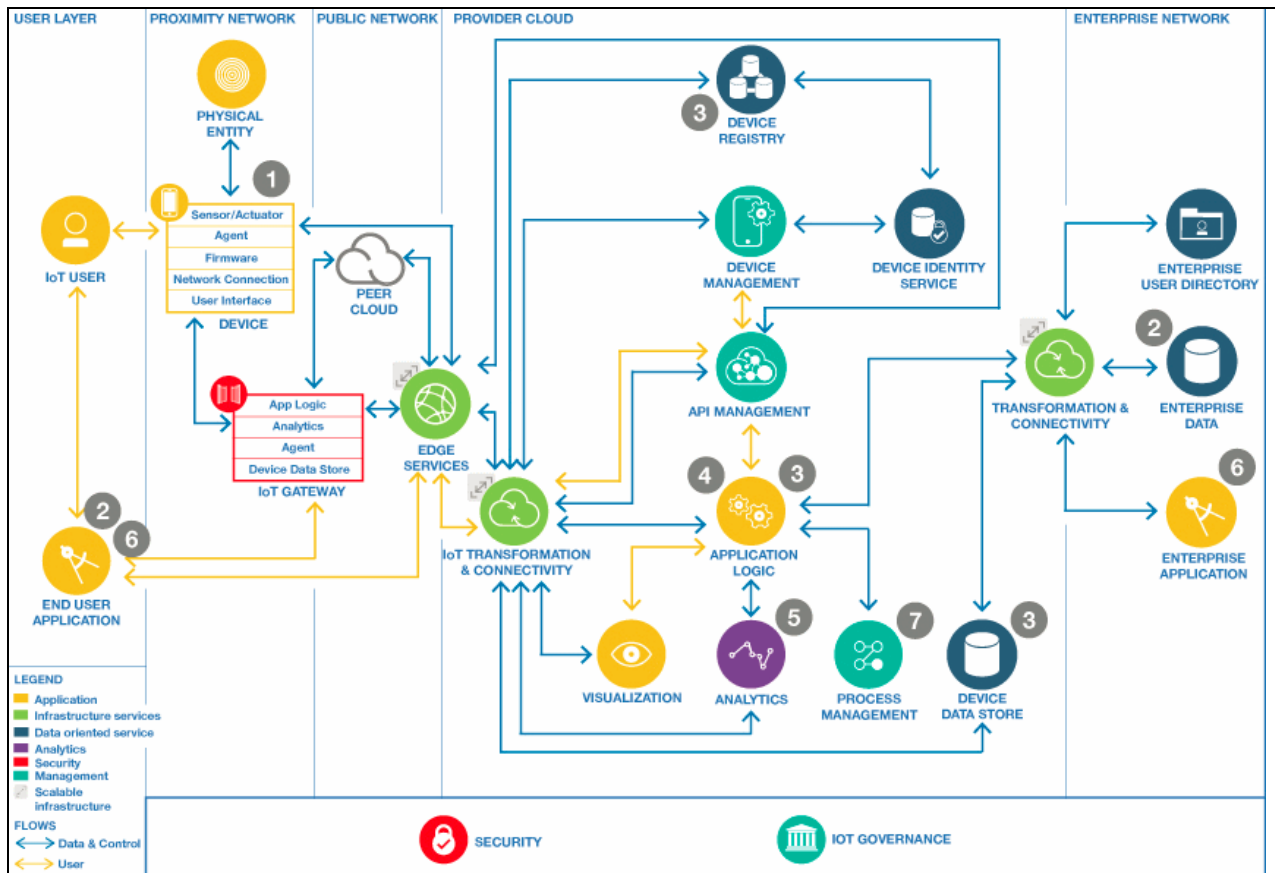 USER LAYER
PROXIMITY NETWORK
PUBLIC NETWORK
PROVIDER CLOUD
ENTERPRISE NETWORK
PHYSICAL
ENTITY
1
Sensor/Actuator
Agent
Firmware
Network Connection
User Interface
DEVICE
IoT USER
PEER
CLOUD
App Logic
Analytics
Agent
Device Data Store
IoT GATEWAY
EDGE
SERVICES
2
6
END USER
APPLICATION
3
DEVICE
REGISTRY
DEVICE
MANAGEMENT
DEVICE IDENTITY
SERVICE
API MANAGEMENT
IoT TRANSFORMATION
& CONNECTIVITY
4
3
APPLICATION
LOGIC
VISUALIZATION
5
ANALYTICS
7
PROCESS
MANAGEMENT
3
DEVICE
DATA STORE
ENTERPRISE
USER DIRECTORY
TRANSFORMATION &
CONNECTIVITY
2
ENTERPRISE
DATA
6
ENTERPRISE
APPLICATION
LEGEND
Application
Infrastructure services
Data oriented service
Analytics
Security
Management
Scalable
infrastructure
FLOWS
Data & Control
User
SECURITY
IOT GOVERNANCE